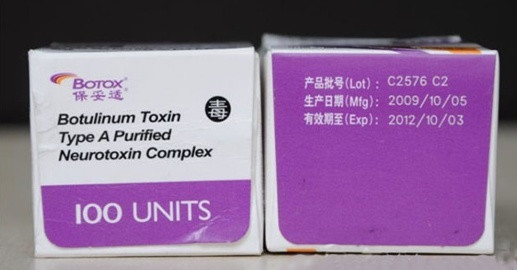 BOTOX®
保妥适®
Botulinum Toxin
Type A Purified
Neurotoxin Complex
毒
100 UNITS
产品批号(Lot): C2576 C2
生产日期(Mfg): 2009/10/05
有效期至(Exp): 2012/10/03